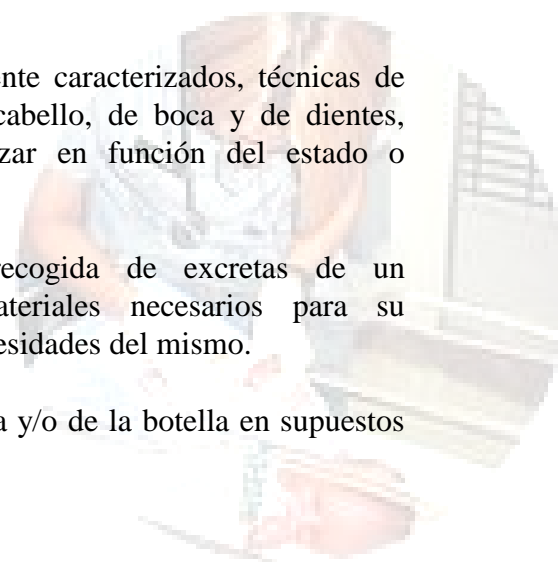 ente caracterizados, técnicas de
cabello, de boca y de dientes,
zar en función del estado o
recogida de excretas de un
ateriales necesarios para su
esidades del mismo.
a y/o de la botella en supuestos